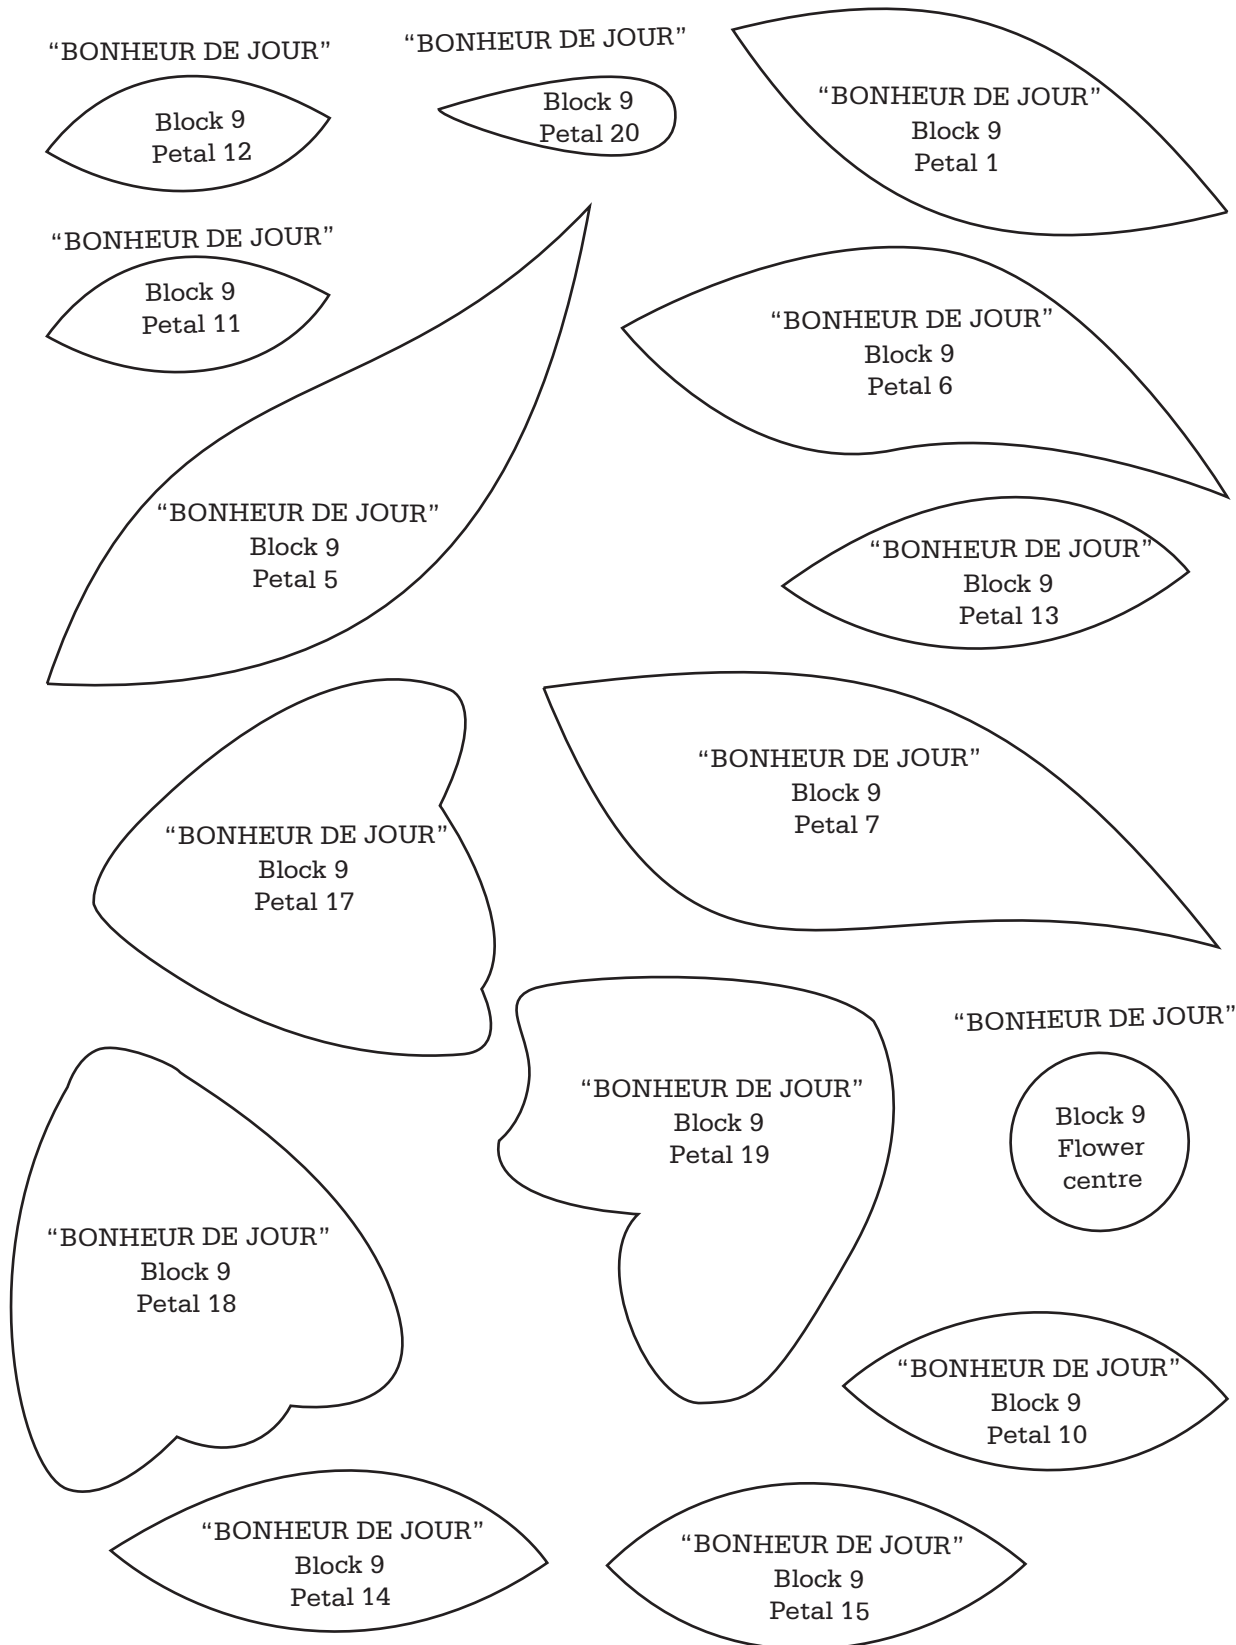 “BONHEUR DE JOUR”
Block 9
Petal 12
“BONHEUR DE JOUR”
Block 9
Petal 20
“BONHEUR DE JOUR”
Block 9
Petal 1
“BONHEUR DE JOUR”
Block 9
Petal 11
“BONHEUR DE JOUR”
Block 9
Petal 6
“BONHEUR DE JOUR”
Block 9
Petal 5
“BONHEUR DE JOUR”
Block 9
Petal 13
“BONHEUR DE JOUR”
Block 9
Petal 7
“BONHEUR DE JOUR”
Block 9
Petal 17
“BONHEUR DE JOUR”
Block 9
Flower
centre
“BONHEUR DE JOUR”
Block 9
Petal 19
“BONHEUR DE JOUR”
Block 9
Petal 18
“BONHEUR DE JOUR”
Block 9
Petal 10
“BONHEUR DE JOUR”
Block 9
Petal 14
“BONHEUR DE JOUR”
Block 9
Petal 15